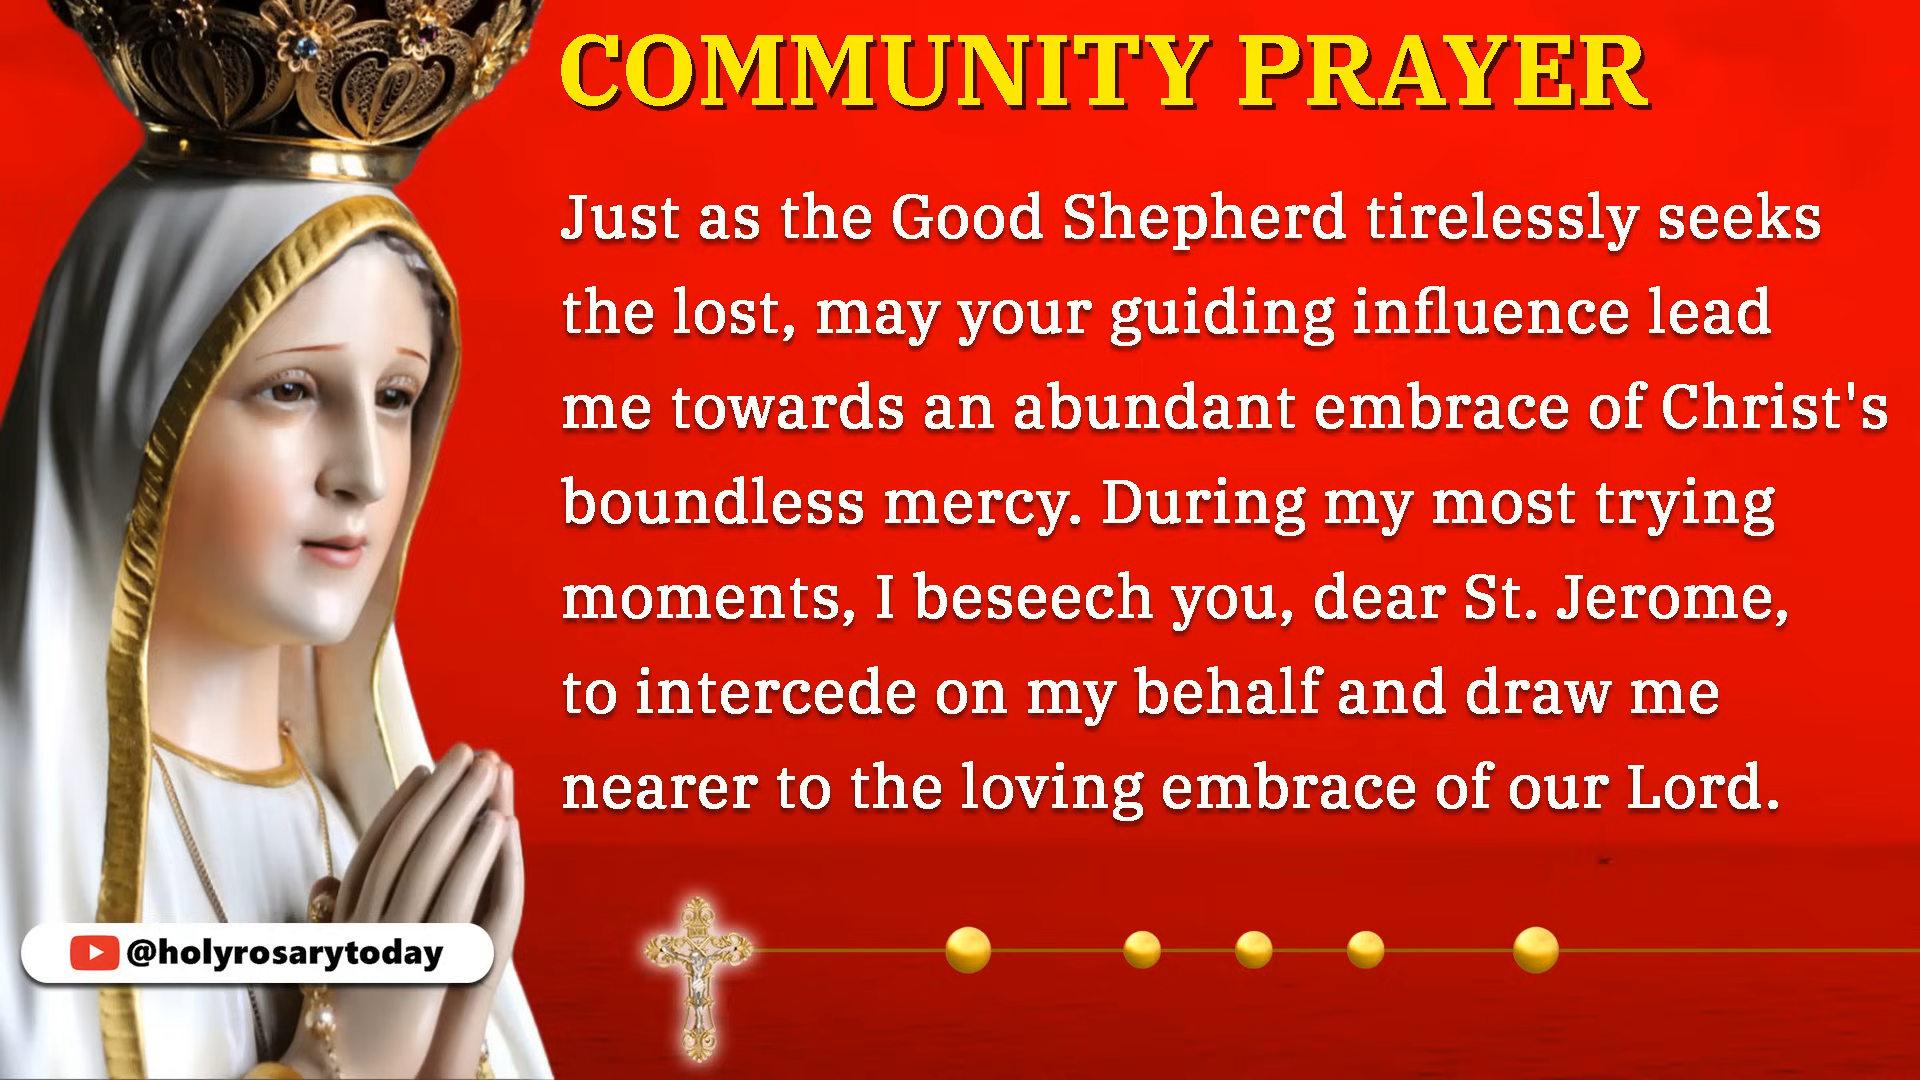 COMMUNITY PRAYER
Just as the Good Shepherd tirelessly seeks
the lost, may your guiding influence lead
me towards an abundant embrace of Christ's
boundless mercy. During my most trying
moments, I beseech you, dear St. Jerome,
to intercede on my behalf and draw me
nearer to the loving embrace of our Lord.
@holyrosarytoday